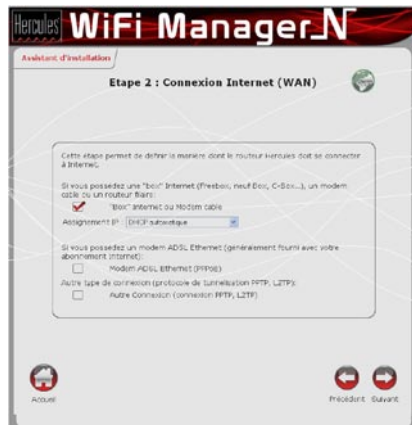 Hercules WiFi Manager_N
Assistant d'installation
Etape 2 : Connexion Internet (WAN)
Cette étape permet de définir la manière dont le routeur Hercules doit se connecter
à Internet.
Si vous possédez une "box" Internet (Freebox, neuf Box, C-Box...), un modem
cable ou un routeur filaire:
"Box" Internet ou Modem cable
Assignement IP : DHCP automatique
Si vous possedez un modem ADSL Ethernet (généralement fourni avec votre
abonnement Internet):
Modem ADSL Ethernet (PPPoE)
Autre type de connexion (protocole de tunnelisation PPTP, L2TP):
Autre Connexion (connexion PPTP, L2TP)
Accueil
Précédent Suivant